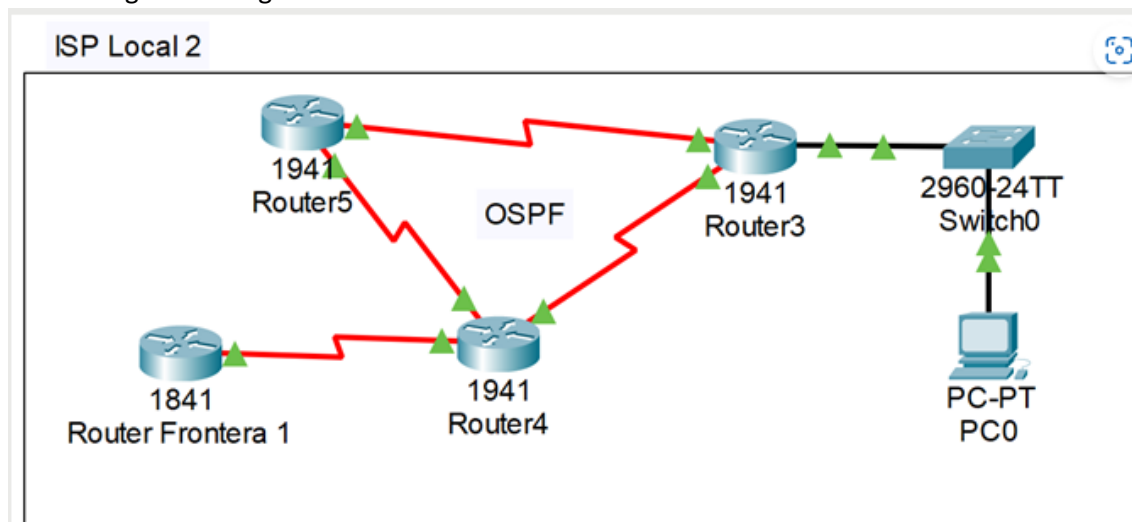 ISP Local 2
1941
Router5
OSPF
1941
Router3
2960-24TT
Switch0
1841
Router Frontera 1
1941
Router4
PC-PT
PC0